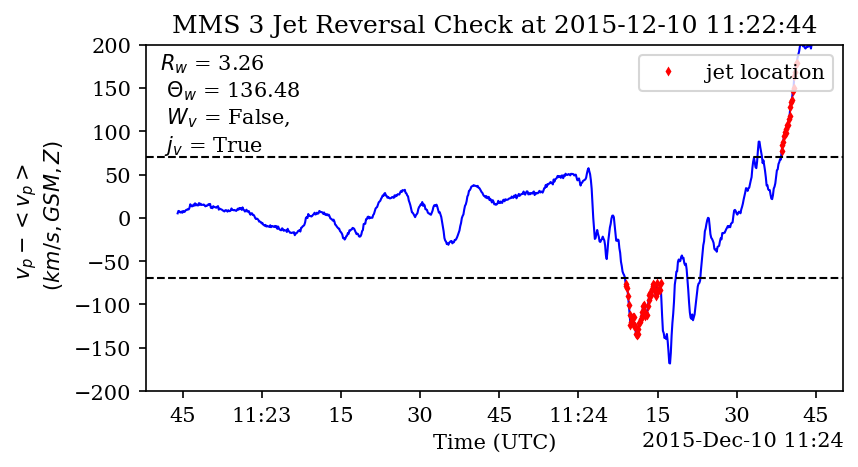 MMS 3 Jet Reversal Check at 2015-12-10 11:22:44
R_w = 3.26
Θ_w = 136.48
W_v = False,
j_v = True
jet location
200
150
100
50
0
−50
−100
−150
−200
v_p − < v_p >
(km/s, GSM, Z)
45 11:23 15 30 45 11:24 15 30 45
Time (UTC)
2015-Dec-10 11:24